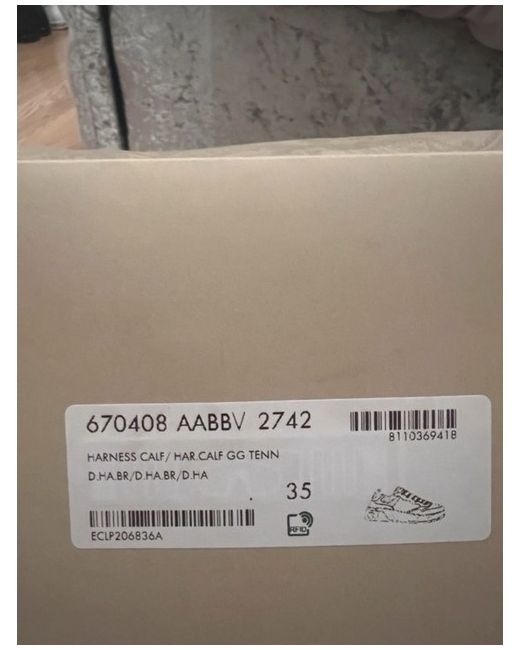 670408 AABBV 2742
8110369418
HARNESS CALF/ HAR.CALF GG TENN
D.HA.BR/D.HA.BR/D.HA
35
RFID
ECLP206836A